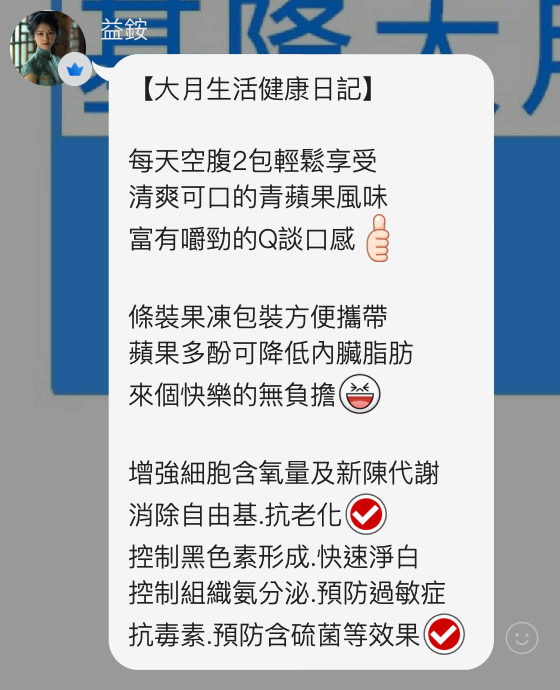 益銨
基隆大月
【大月生活健康日記】
每天空腹2包輕鬆享受
清爽可口的青蘋果風味
富有嚼勁的Q談口感
條裝果凍包裝方便攜帶
蘋果多酚可降低內臟脂肪
來個快樂的無負擔
增強細胞含氧量及新陳代謝
消除自由基.抗老化
控制黑色素形成.快速淨白
控制組織氨分泌.預防過敏症
抗毒素.預防含硫菌等效果